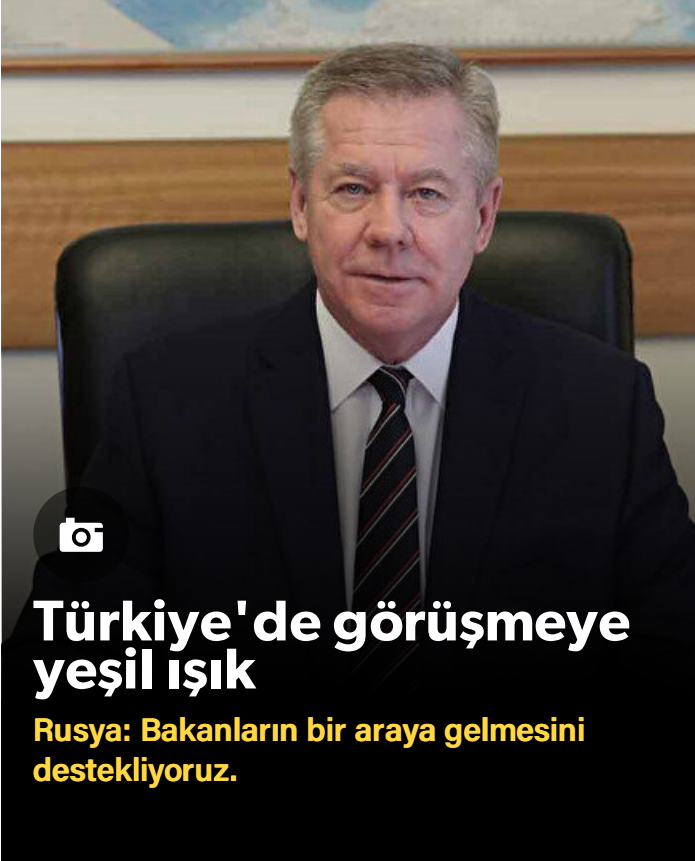 Türkiye'de görüşmeye
yeşil ışık
Rusya: Bakanların bir araya gelmesini
destekliyoruz.